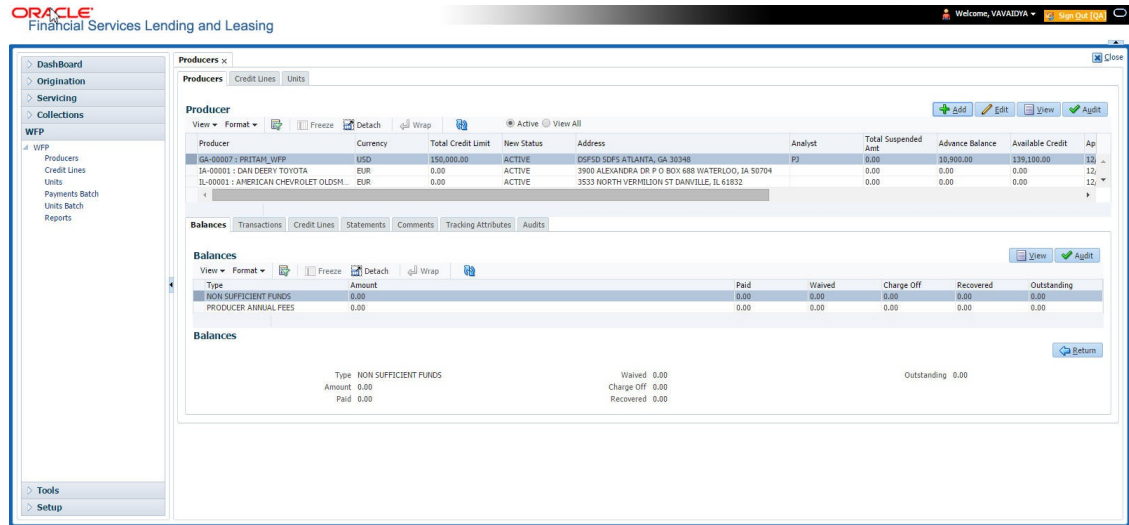 ORACLE
Financial Services Lending and Leasing
Welcome, VAVAIDYA
Sign Out [QA]
Close
DashBoard
Origination
Servicing
Collections
WFP
WFP
Producers
Credit Lines
Units
Payments Batch
Units Batch
Reports
Tools
Setup
Producers x
Producers Credit Lines Units
Producer
Add Edit View Audit
View Format Freeze Detach Wrap Active View All
Producer Currency Total Credit Limit New Status Address Analyst Total Suspended Amt Advance Balance Available Credit Ap
GA-00007 : PRITAM_WFP USD 150,000.00 ACTIVE DSFSD SDFS ATLANTA, GA 30348 PJ 0.00 10,900.00 139,100.00 12/
IA-00001 : DAN DEERY TOYOTA EUR 0.00 ACTIVE 3900 ALEXANDRA DR P O BOX 688 WATERLOO, IA 50704 0.00 0.00 0.00 12/
IL-00001 : AMERICAN CHEVROLET OLDSM... EUR 0.00 ACTIVE 3533 NORTH VERMILION ST DANVILLE, IL 61832 0.00 0.00 0.00 12/
Balances Transactions Credit Lines Statements Comments Tracking Attributes Audits
Balances
View Audit
View Format Freeze Detach Wrap
Type Amount Paid Waived Charge Off Recovered Outstanding
NON SUFFICIENT FUNDS 0.00 0.00 0.00 0.00 0.00 0.00
PRODUCER ANNUAL FEES 0.00 0.00 0.00 0.00 0.00 0.00
Balances
Return
Type NON SUFFICIENT FUNDS Waived 0.00 Outstanding 0.00
Amount 0.00 Charge Off 0.00
Paid 0.00 Recovered 0.00